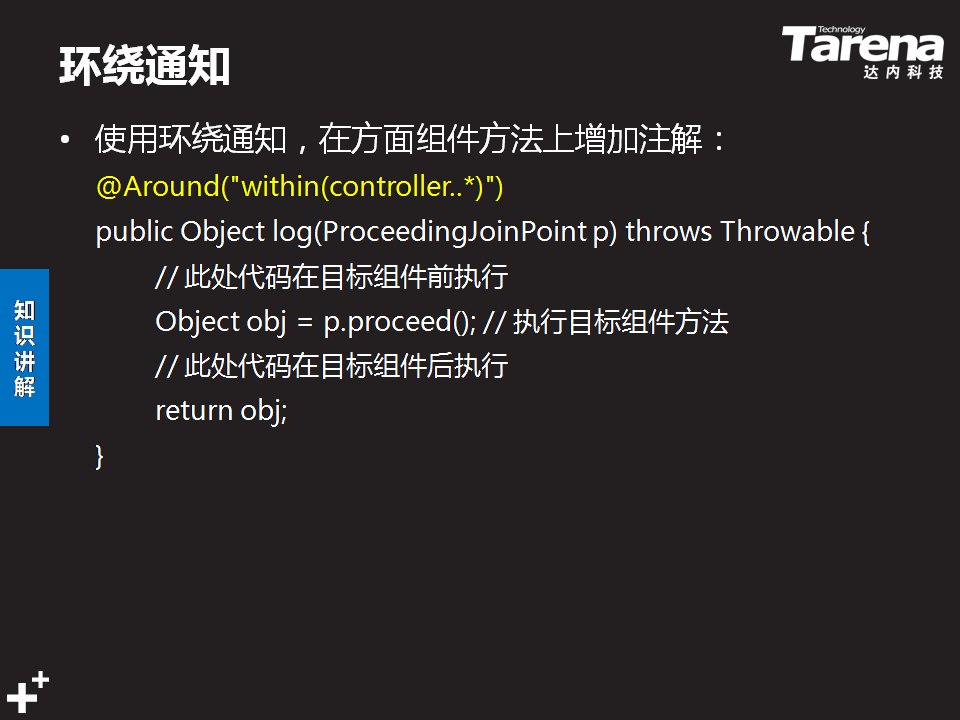 Technology
Tarena
达内科技
环绕通知
• 使用环绕通知，在方面组件方法上增加注解：
@Around("within(controller..*)")
public Object log(ProceedingJoinPoint p) throws Throwable {
// 此处代码在目标组件前执行
Object obj = p.proceed(); // 执行目标组件方法
// 此处代码在目标组件后执行
return obj;
}
知识讲解